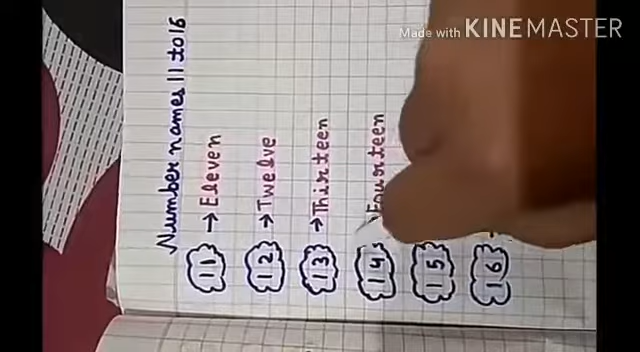 Made with KINEMASTER
Number names 11 to 16
11 → Eleven
12 → Twelve
13 → Thirteen
14 → Fourteen
15
16